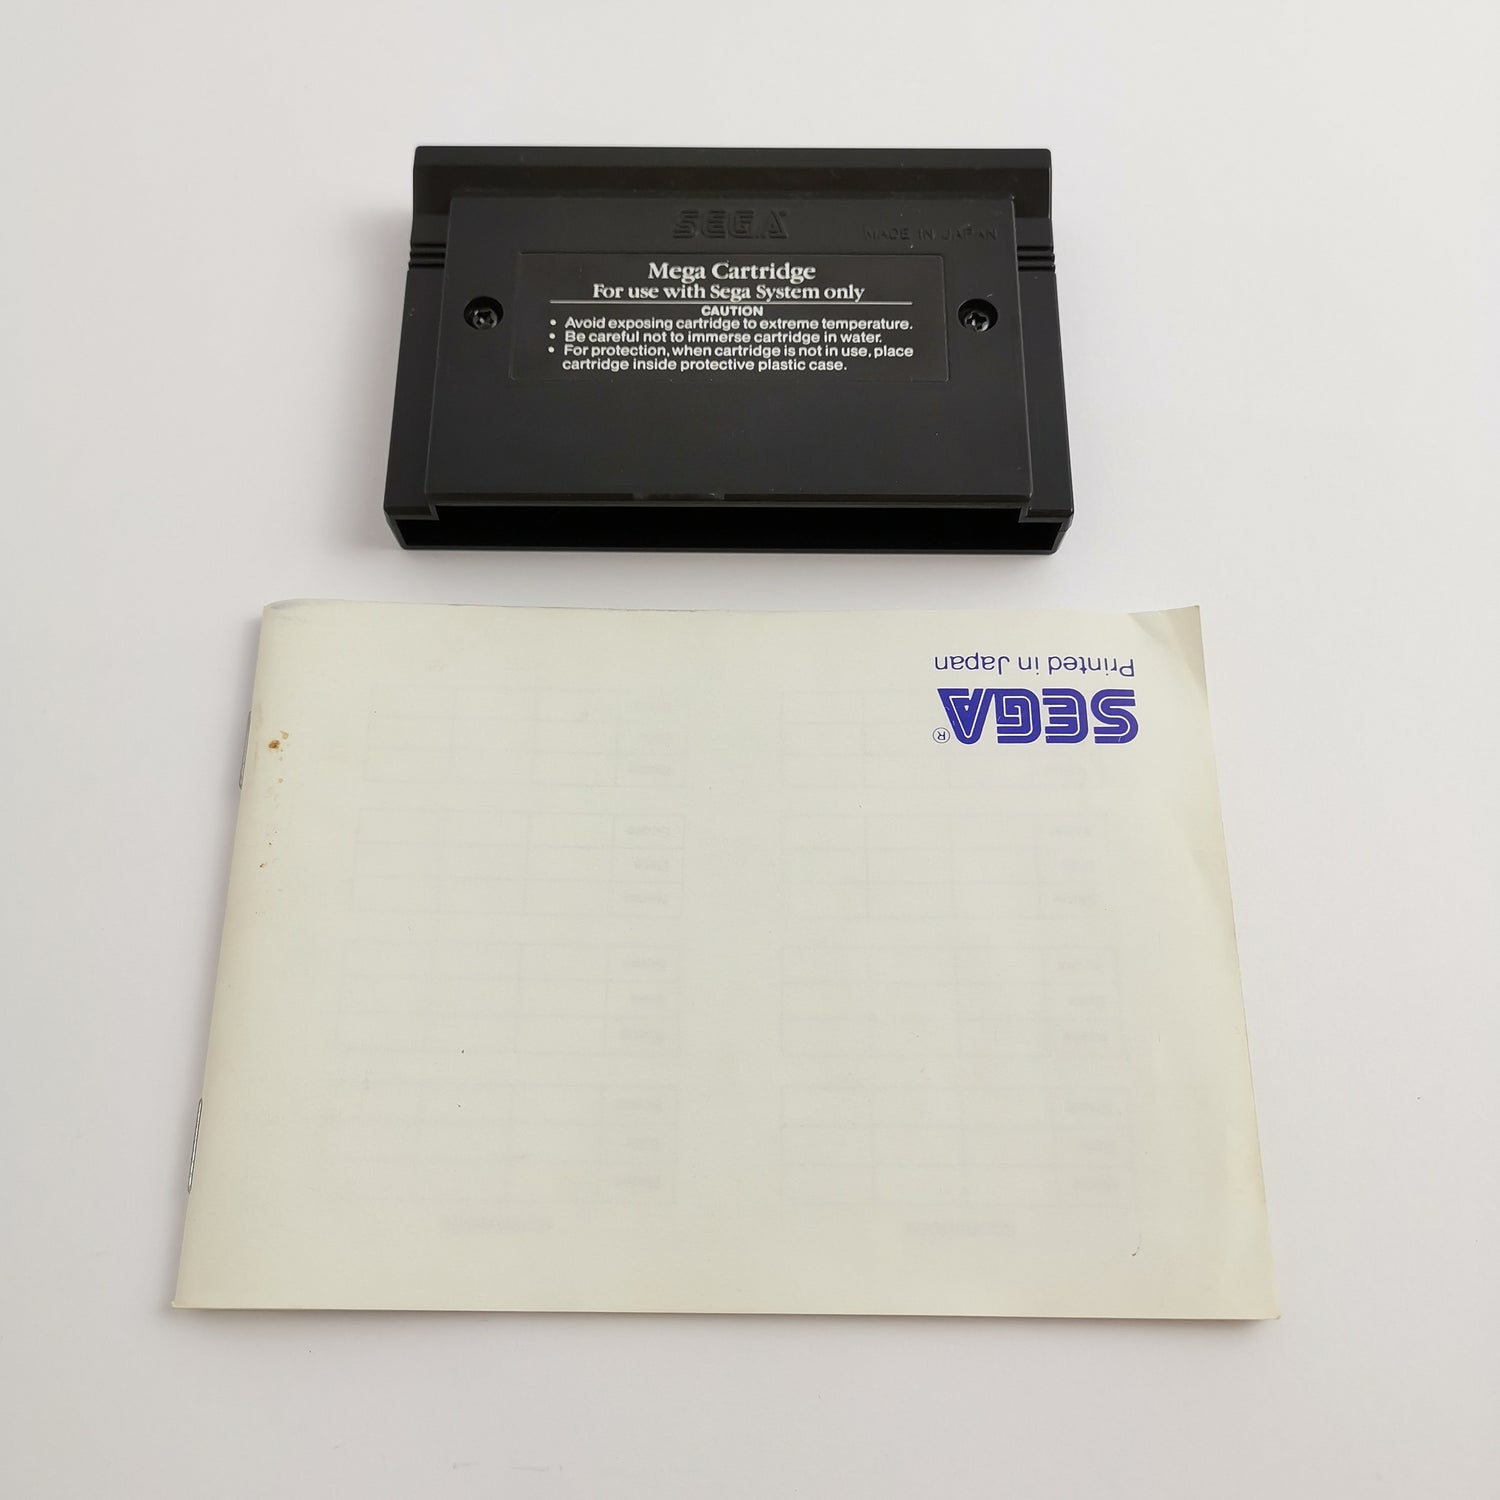 SEGA
MADE IN JAPAN
Mega Cartridge
For use with Sega System only
CAUTION
• Avoid exposing cartridge to extreme temperature.
• Be careful not to immerse cartridge in water.
• For protection, when cartridge is not in use, place
cartridge inside protective plastic case.
SEGA®
Printed in Japan